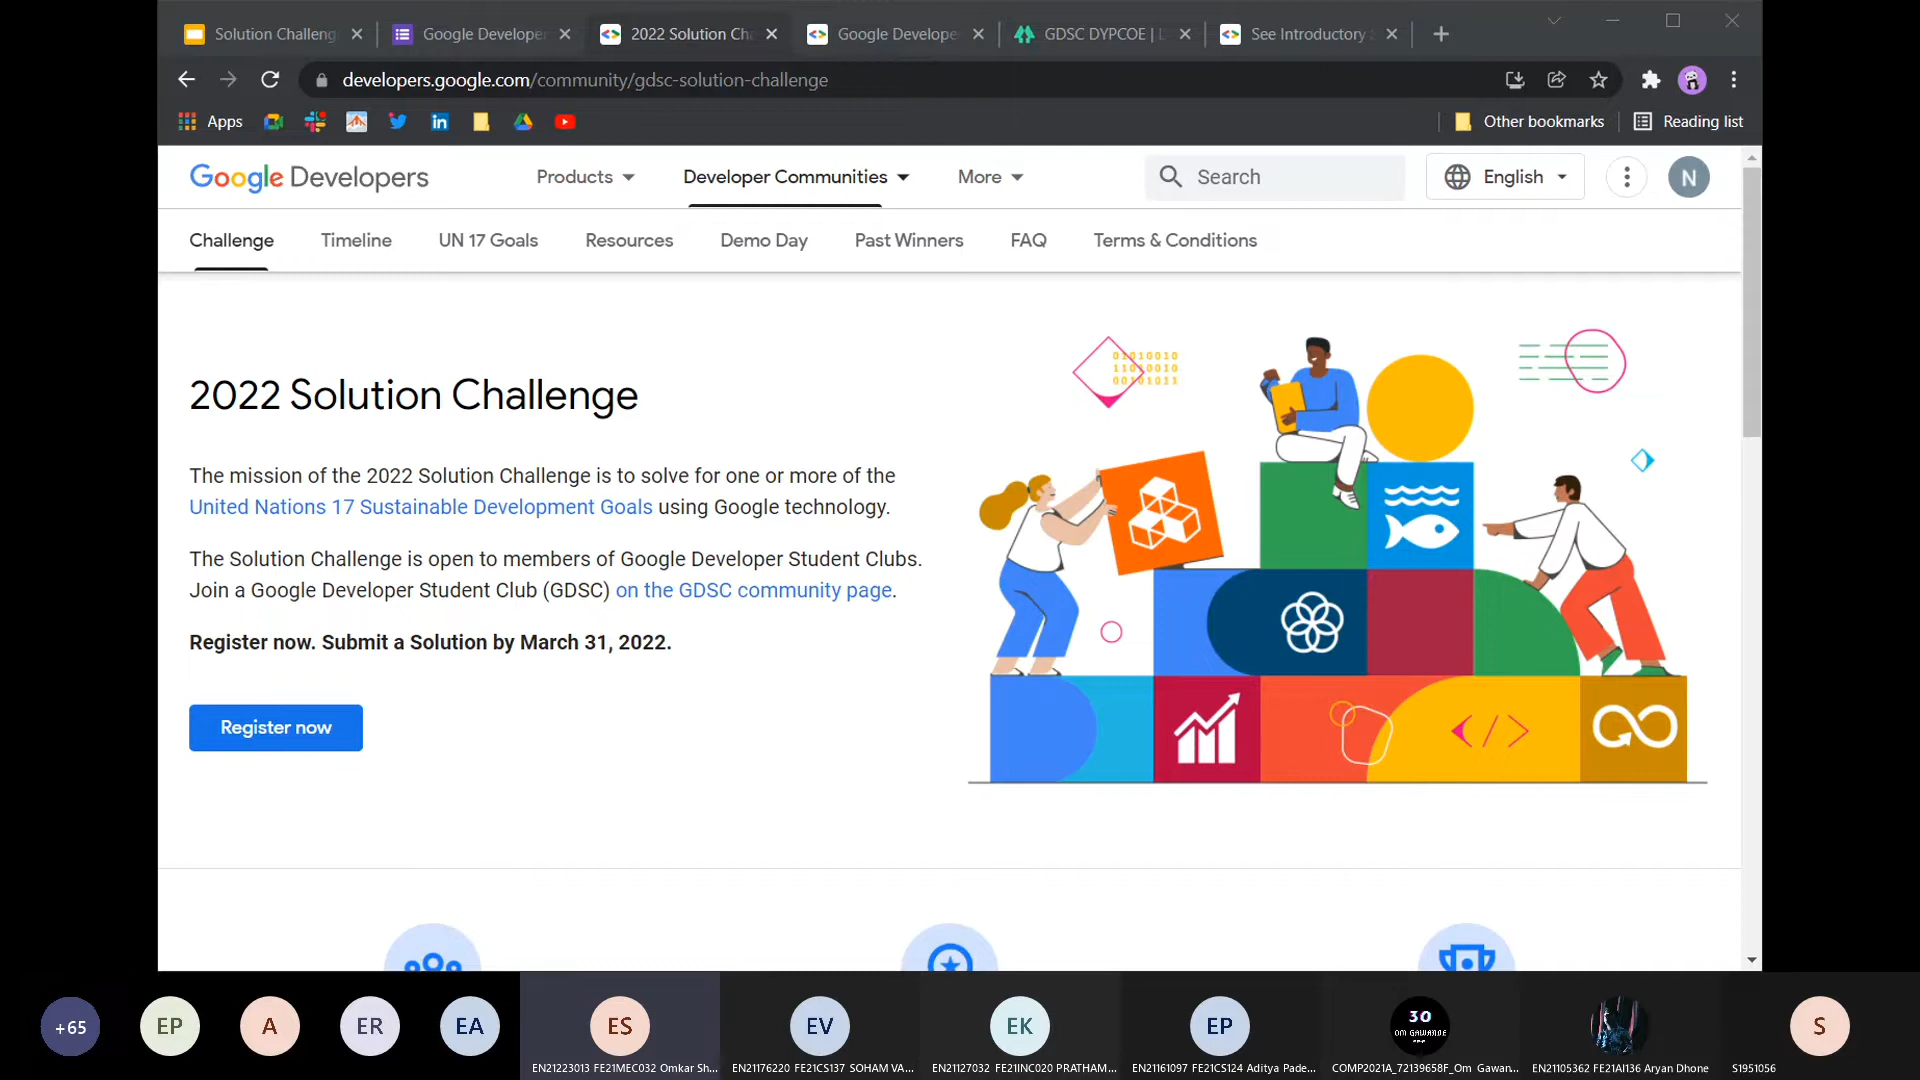 Solution Challeng
Google Develope
2022 Solution Ch
Google Develope
GDSC DYPCOE | L
See Introductory
developers.google.com/community/gdsc-solution-challenge
Apps
Other bookmarks
Reading list
Google Developers
Products
Developer Communities
More
Search
English
N
Challenge
Timeline
UN 17 Goals
Resources
Demo Day
Past Winners
FAQ
Terms & Conditions
01010010
11010010
00101011
2022 Solution Challenge
The mission of the 2022 Solution Challenge is to solve for one or more of the
United Nations 17 Sustainable Development Goals using Google technology.
The Solution Challenge is open to members of Google Developer Student Clubs.
Join a Google Developer Student Club (GDSC) on the GDSC community page.
Register now. Submit a Solution by March 31, 2022.
Register now
</>
+65
EP
A
ER
EA
ES
EV
EK
EP
30
OM GAWANDE
S
EN21223013 FE21MEC032 Omkar Sh...
EN21176220 FE21CS137 SOHAM VA...
EN21127032 FE21INC020 PRATHAM...
EN21161097 FE21CS124 Aditya Pade...
COMP2021A_72139658F_Om Gawan...
EN21105362 FE21AI136 Aryan Dhone
S1951056